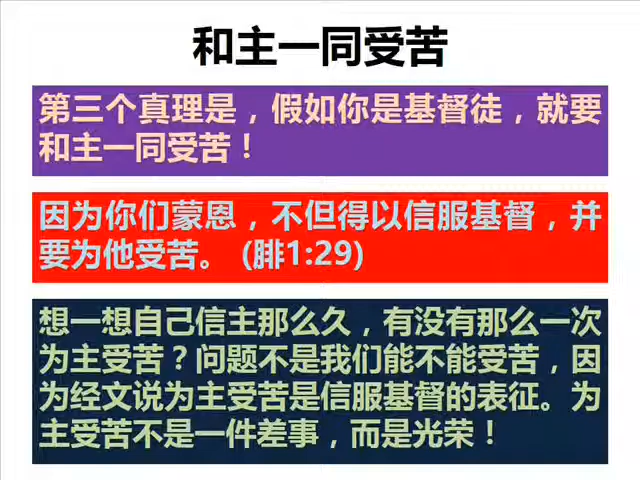 和主一同受苦
第三个真理是，假如你是基督徒，就要
和主一同受苦！
因为你们蒙恩，不但得以信服基督，并
要为他受苦。 (腓1:29)
想一想自己信主那么久，有没有那么一次
为主受苦？问题不是我们能不能受苦，因
为经文说为主受苦是信服基督的表征。为
主受苦不是一件差事，而是光荣！